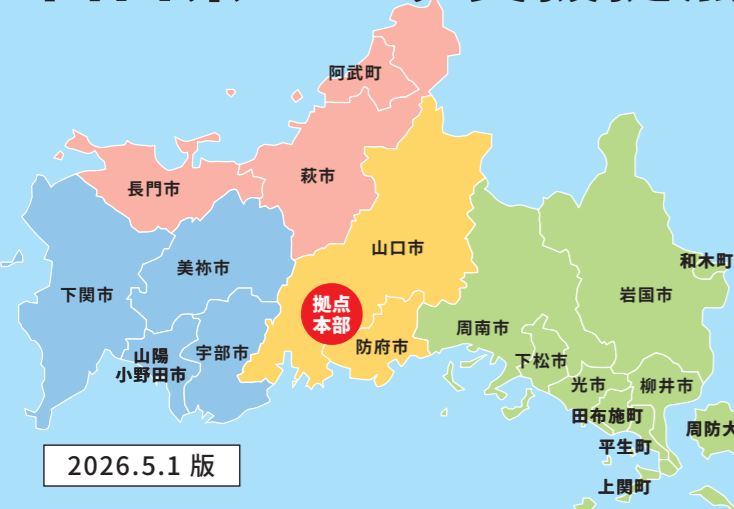 阿武町
萩市
長門市
山口市
美祢市
下関市
和木町
岩国市
拠点
本部
周南市
防府市
宇部市
山陽
小野田市
下松市
光市
柳井市
田布施町
周防大
平生町
上関町
2026.5.1 版